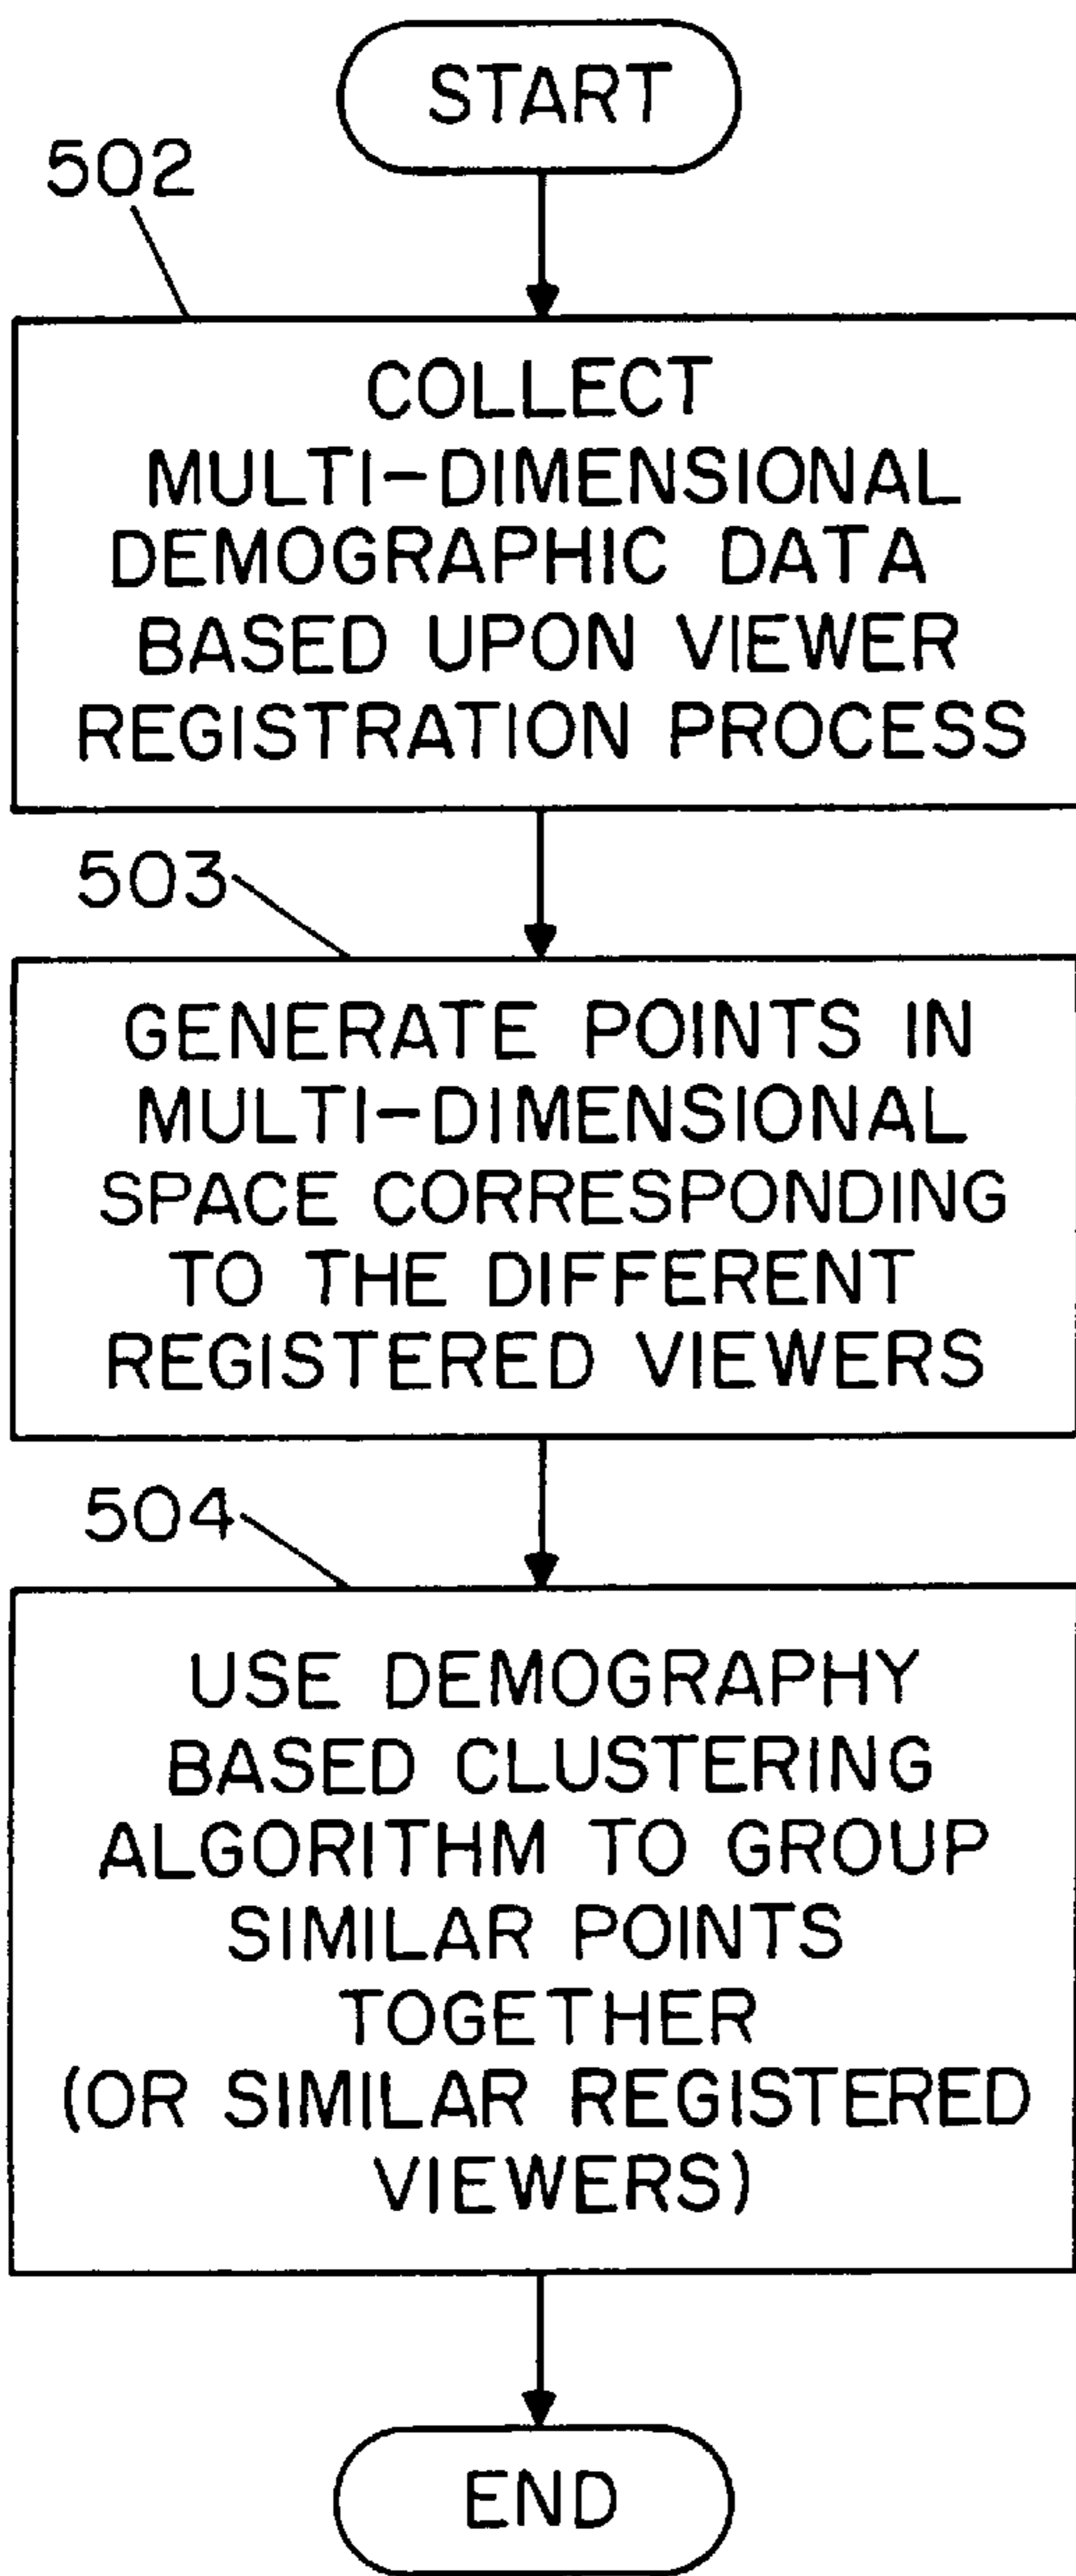 START
502
COLLECT
MULTI-DIMENSIONAL
DEMOGRAPHIC DATA
BASED UPON VIEWER
REGISTRATION PROCESS
503
GENERATE POINTS IN
MULTI-DIMENSIONAL
SPACE CORRESPONDING
TO THE DIFFERENT
REGISTERED VIEWERS
504
USE DEMOGRAPHY
BASED CLUSTERING
ALGORITHM TO GROUP
SIMILAR POINTS
TOGETHER
(OR SIMILAR REGISTERED
VIEWERS)
END